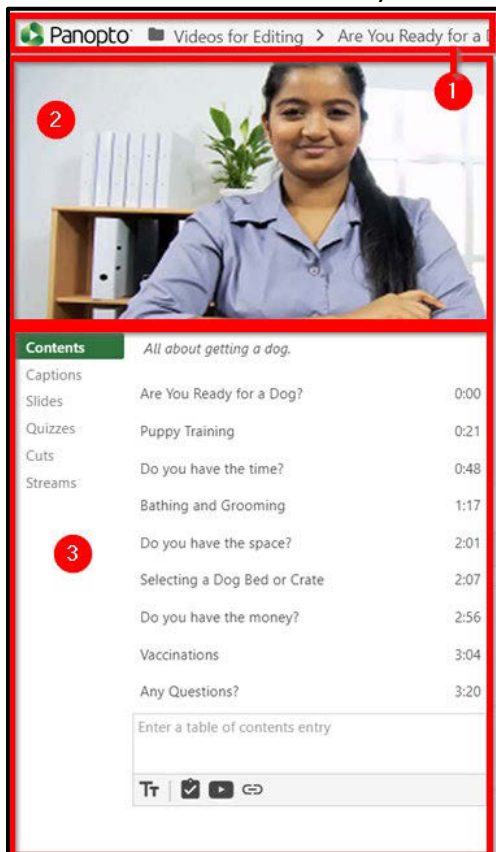 Panopto Videos for Editing > Are You Ready for a
1
2
Contents
All about getting a dog.
Captions
Slides
Quizzes
Cuts
Streams
3
Are You Ready for a Dog? 0:00
Puppy Training 0:21
Do you have the time? 0:48
Bathing and Grooming 1:17
Do you have the space? 2:01
Selecting a Dog Bed or Crate 2:07
Do you have the money? 2:56
Vaccinations 3:04
Any Questions? 3:20
Enter a table of contents entry
TT